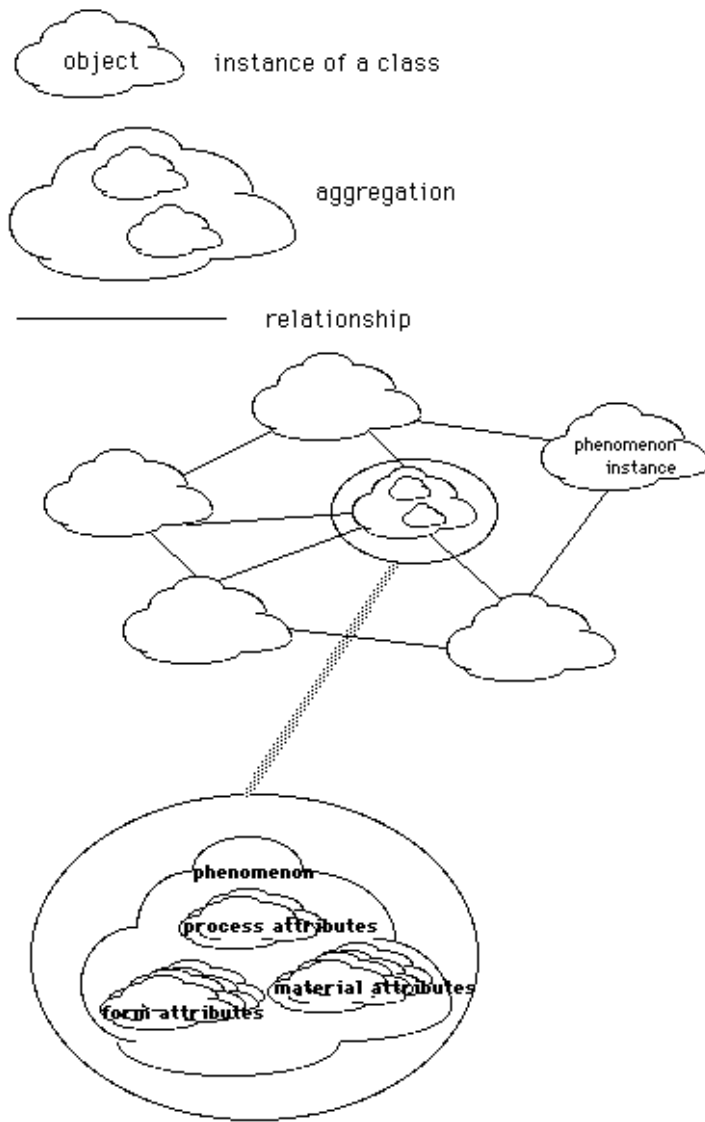 object
instance of a class
aggregation
relationship
phenomenon
instance
phenomenon
process attributes
material attributes
form attributes